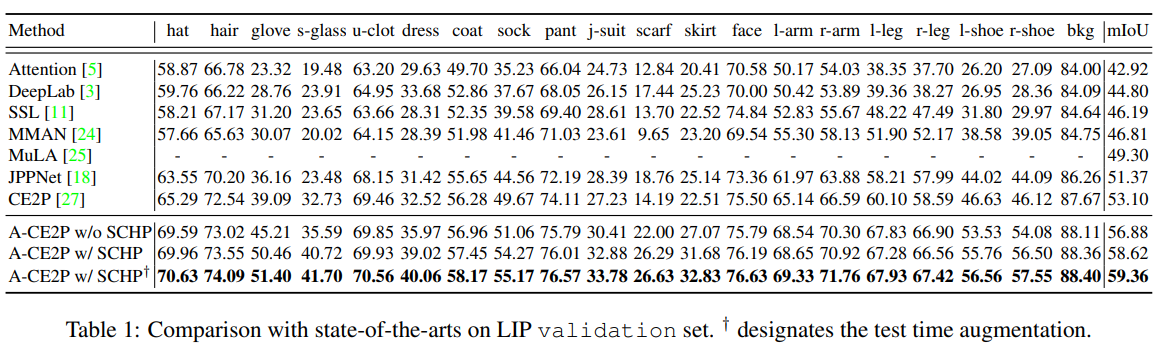 Method hat hair glove s-glass u-clot dress coat sock pant j-suit scarf skirt face l-arm r-arm l-leg r-leg l-shoe r-shoe bkg mIoU
Attention [5] 58.87 66.78 23.32 19.48 63.20 29.63 49.70 35.23 66.04 24.73 12.84 20.41 70.58 50.17 54.03 38.35 37.70 26.20 27.09 84.00 42.92
DeepLab [3] 59.76 66.22 28.76 23.91 64.95 33.68 52.86 37.67 68.05 26.15 17.44 25.23 70.00 50.42 53.89 39.36 38.27 26.95 28.36 84.09 44.80
SSL [11] 58.21 67.17 31.20 23.65 63.66 28.31 52.35 39.58 69.40 28.61 13.70 22.52 74.84 52.83 55.67 48.22 47.49 31.80 29.97 84.64 46.19
MMAN [24] 57.66 65.63 30.07 20.02 64.15 28.39 51.98 41.46 71.03 23.61 9.65 23.20 69.54 55.30 58.13 51.90 52.17 38.58 39.05 84.75 46.81
MuLA [25] - - - - - - - - - - - - - - - - - - - - 49.30
JPPNet [18] 63.55 70.20 36.16 23.48 68.15 31.42 55.65 44.56 72.19 28.39 18.76 25.14 73.36 61.97 63.88 58.21 57.99 44.02 44.09 86.26 51.37
CE2P [27] 65.29 72.54 39.09 32.73 69.46 32.52 56.28 49.67 74.11 27.23 14.19 22.51 75.50 65.14 66.59 60.10 58.59 46.63 46.12 87.67 53.10
A-CE2P w/o SCHP 69.59 73.02 45.21 35.59 69.85 35.97 56.96 51.06 75.79 30.41 22.00 27.07 75.79 68.54 70.30 67.83 66.90 53.53 54.08 88.11 56.88
A-CE2P w/ SCHP 69.96 73.55 50.46 40.72 69.93 39.02 57.45 54.27 76.01 32.88 26.29 31.68 76.19 68.65 70.92 67.28 66.56 55.76 56.50 88.36 58.62
A-CE2P w/ SCHP† 70.63 74.09 51.40 41.70 70.56 40.06 58.17 55.17 76.57 33.78 26.63 32.83 76.63 69.33 71.76 67.93 67.42 56.56 57.55 88.40 59.36
Table 1: Comparison with state-of-the-arts on LIP validation set. † designates the test time augmentation.